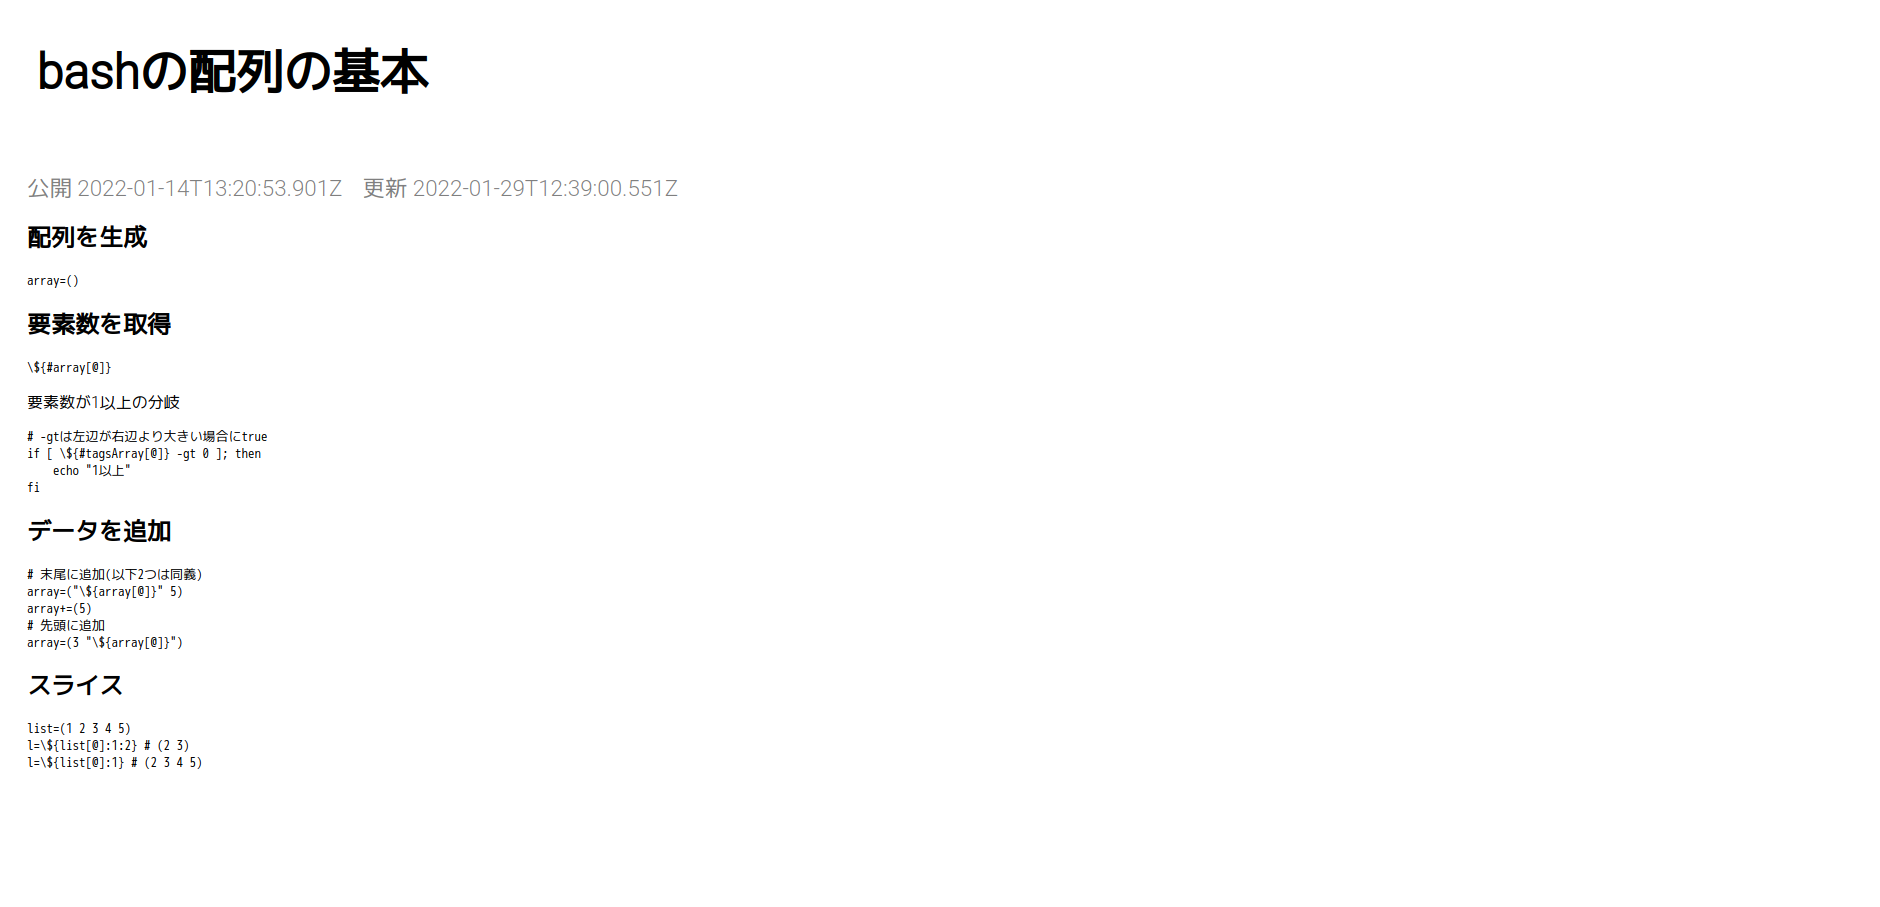 bashの配列の基本
公開 2022-01-14T13:20:53.901Z 更新 2022-01-29T12:39:00.551Z
配列を生成
array=()
要素数を取得
\${#array[@]}
要素数が1以上の分岐
# -gtは左辺が右辺より大きい場合にtrue
if [ \${#tagsArray[@]} -gt 0 ]; then
    echo "1以上"
fi
データを追加
# 末尾に追加(以下2つは同義)
array=("\${array[@]}" 5)
array+=(5)
# 先頭に追加
array=(3 "\${array[@]}")
スライス
list=(1 2 3 4 5)
l=\${list[@]:1:2} # (2 3)
l=\${list[@]:1} # (2 3 4 5)